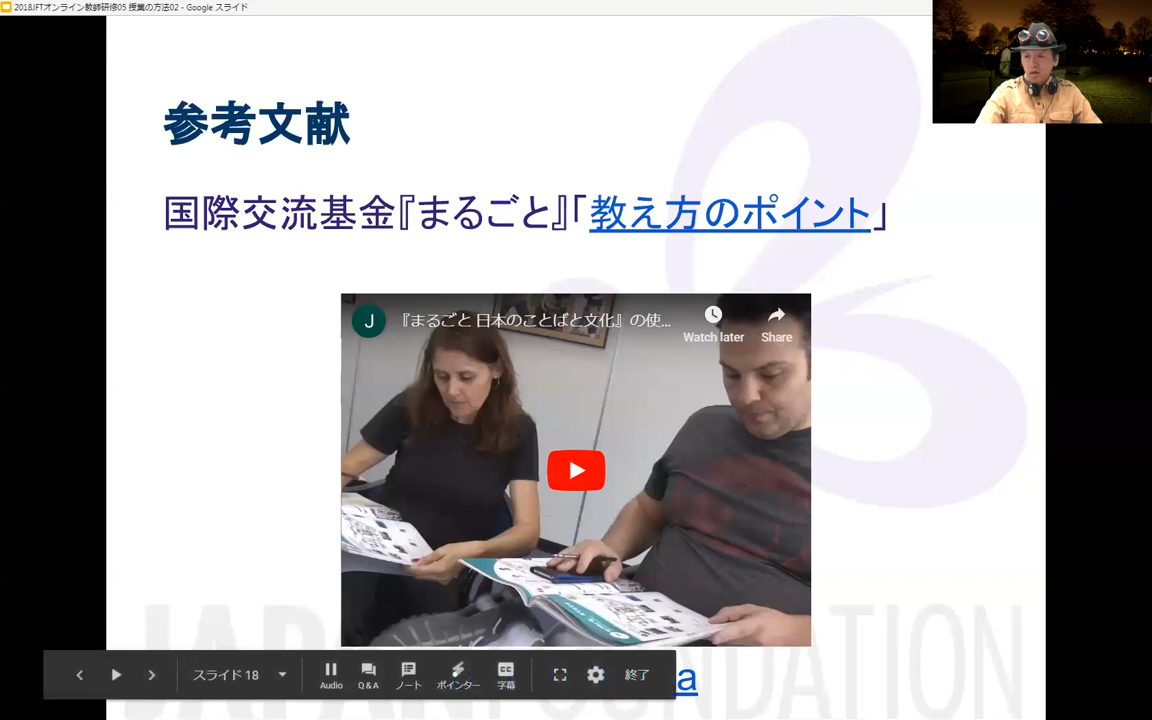 2018JFTオンライン教師研修05 授業の方法02 - Google スライド
参考文献
国際交流基金『まるごと』「教え方のポイント」
J
『まるごと 日本のことばと文化』の使...
Watch later
Share
JAPAN FOUNDATION
スライド 18
Audio
Q&A
ノート
ポインター
CC
字幕
終了
a